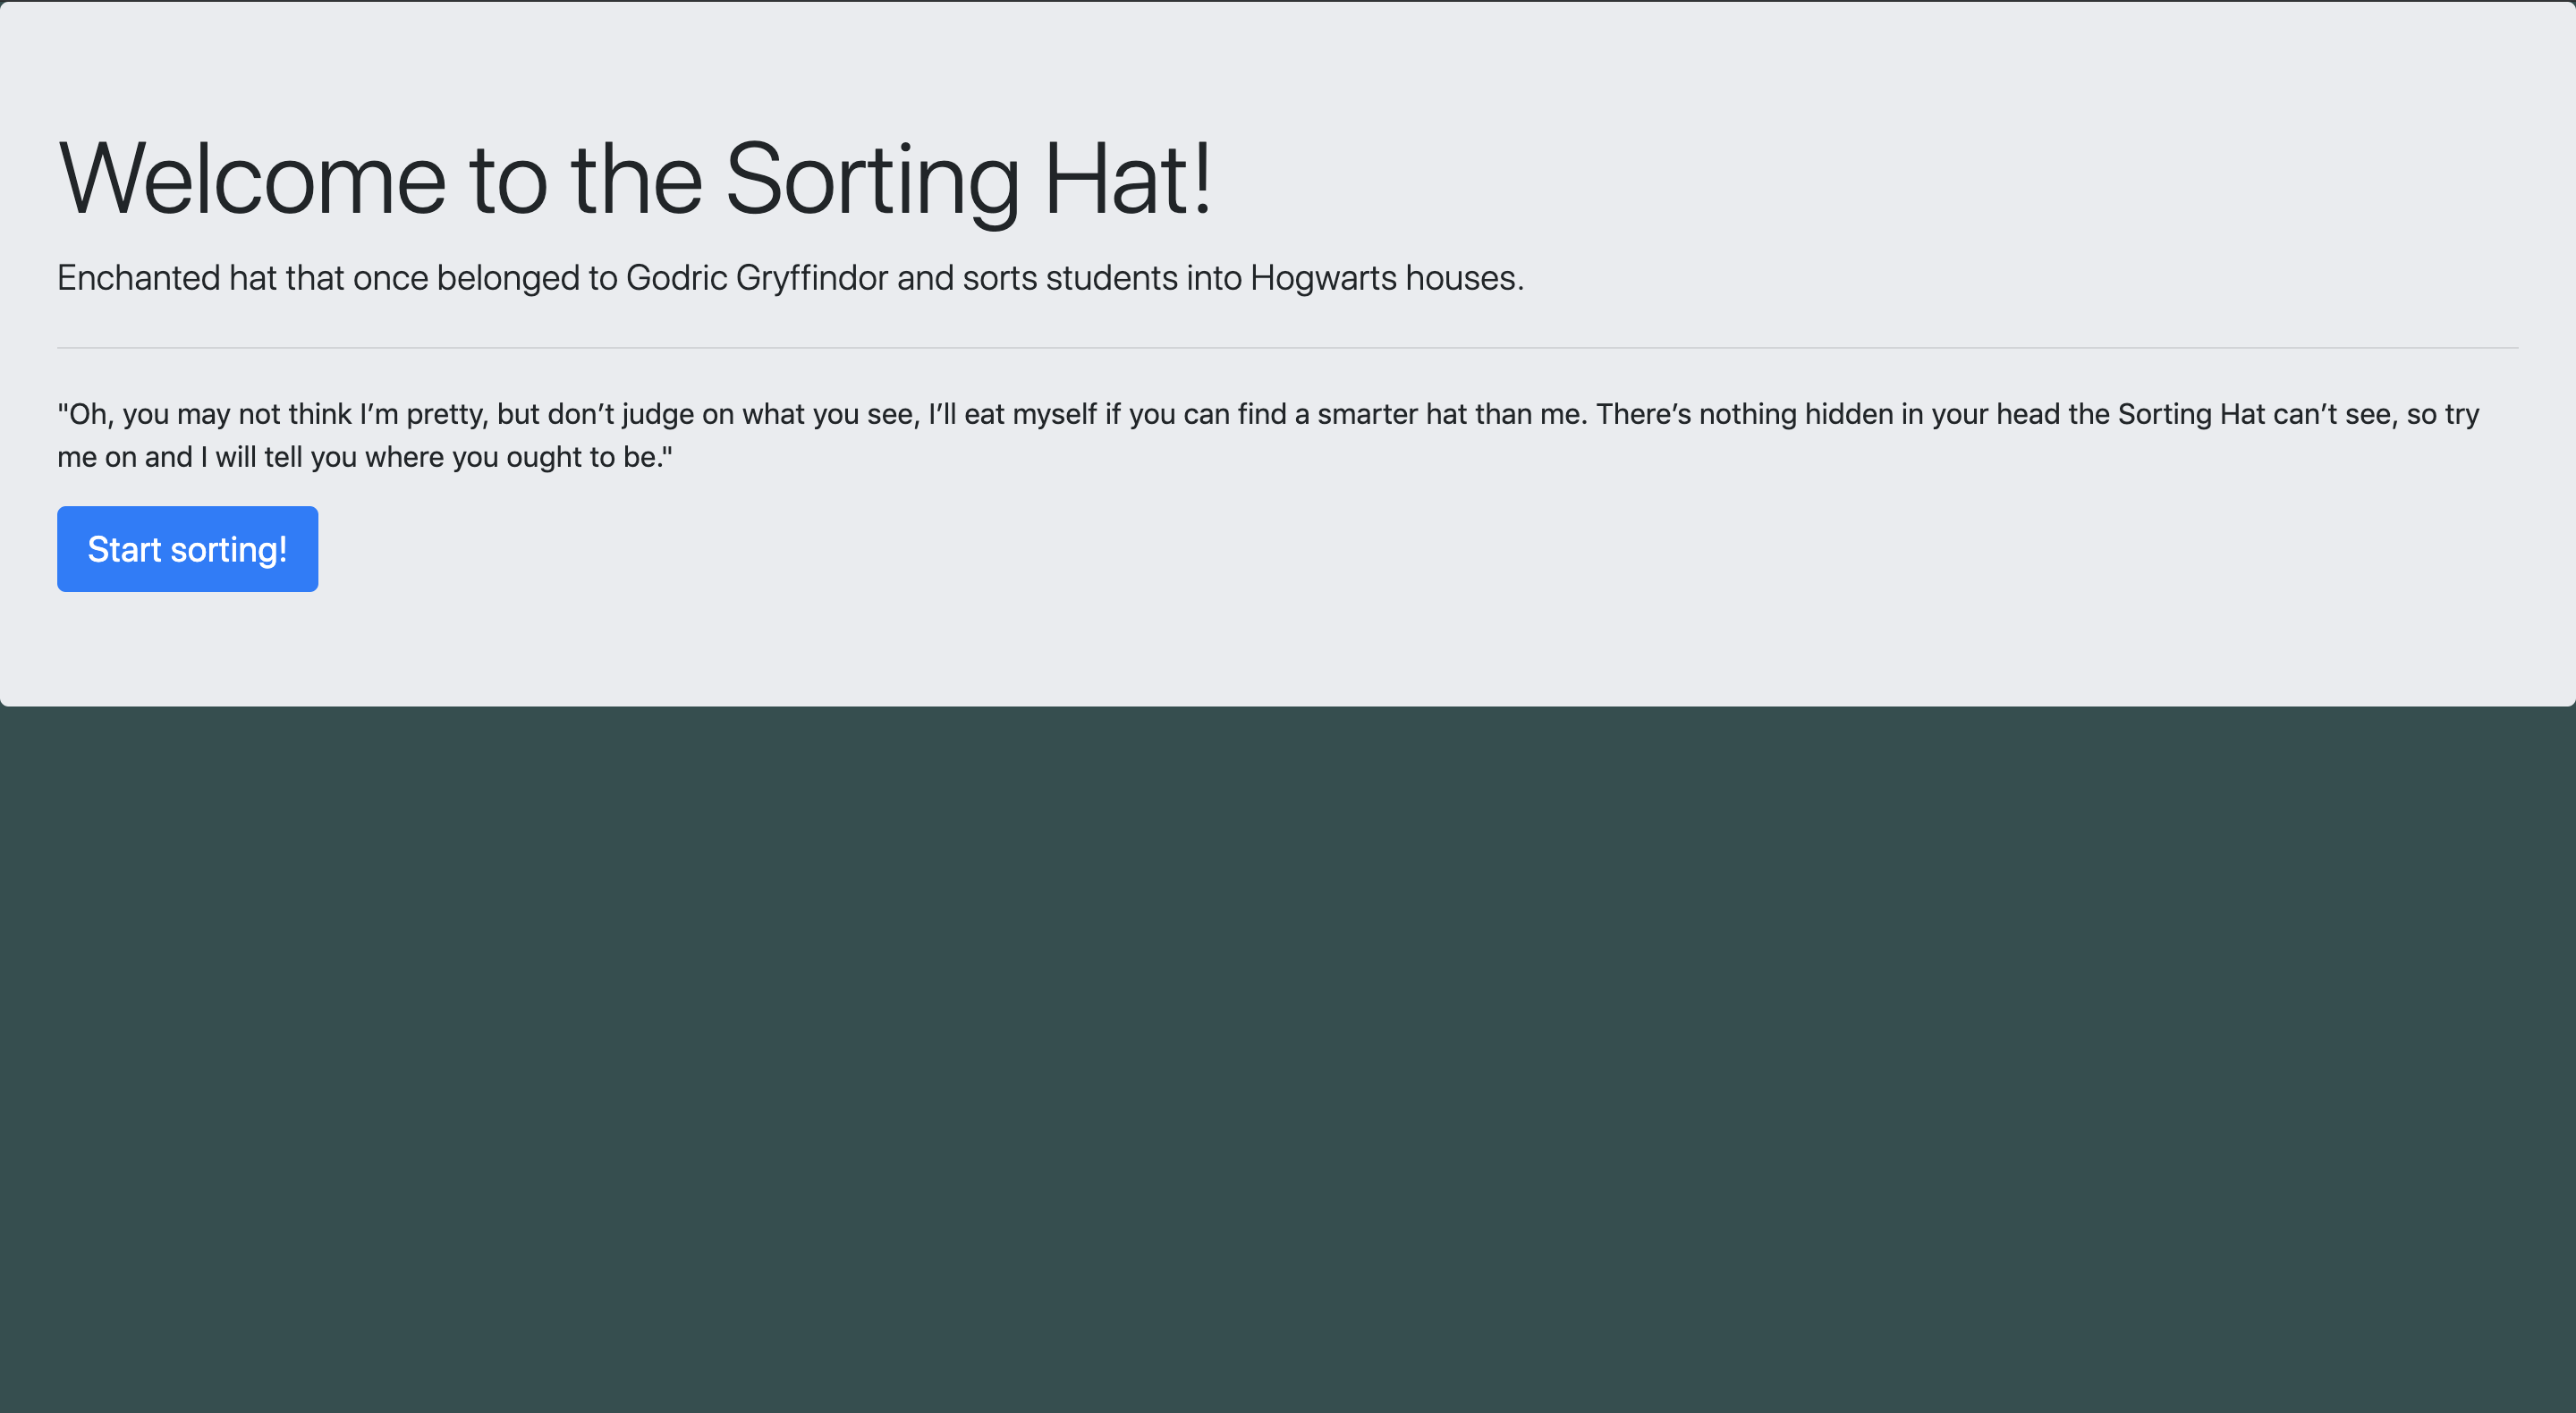 Welcome to the Sorting Hat!
Enchanted hat that once belonged to Godric Gryffindor and sorts students into Hogwarts houses.
"Oh, you may not think I’m pretty, but don’t judge on what you see, I’ll eat myself if you can find a smarter hat than me. There’s nothing hidden in your head the Sorting Hat can’t see, so try
me on and I will tell you where you ought to be."
Start sorting!